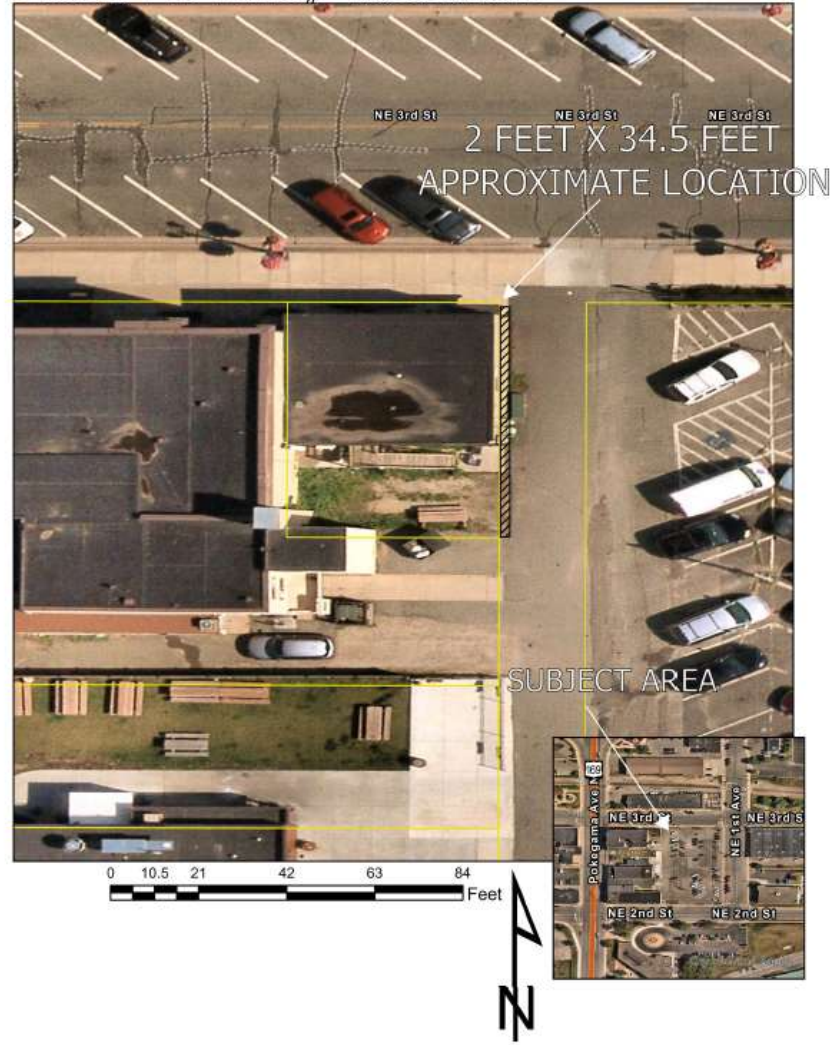 NE 3rd St NE 3rd St NE 3rd St
2 FEET X 34.5 FEET
APPROXIMATE LOCATION
SUBJECT AREA
169
Pokegama Ave N
NE 1st Ave
NE 3rd St NE 3rd S
NE 2nd St NE 2nd St
0 10.5 21 42 63 84
Feet
N